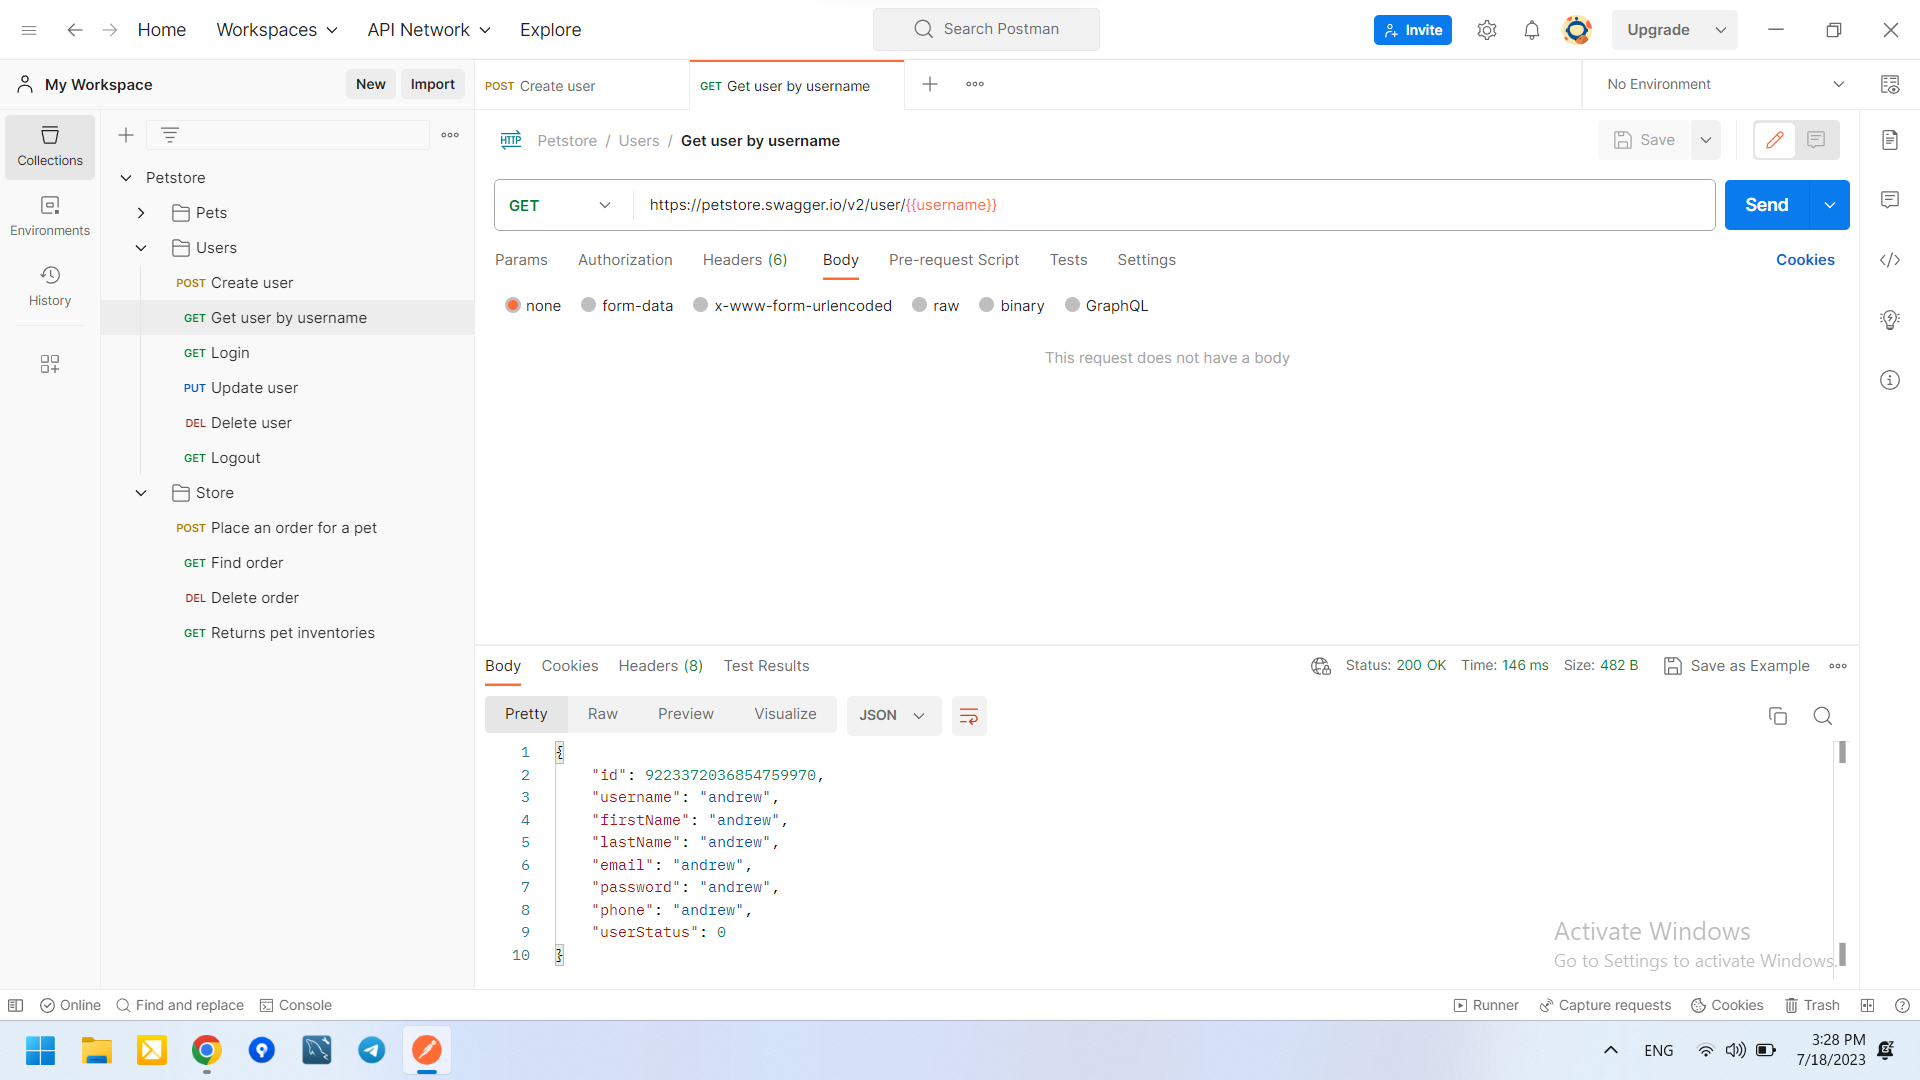 Home
Workspaces
API Network
Explore
Search Postman
Invite
Upgrade
My Workspace
New
Import
POST Create user
GET Get user by username
No Environment
Collections
Environments
History
Petstore
Pets
Users
POST Create user
GET Get user by username
GET Login
PUT Update user
DEL Delete user
GET Logout
Store
POST Place an order for a pet
GET Find order
DEL Delete order
GET Returns pet inventories
HTTP
Petstore / Users / Get user by username
Save
GET
https://petstore.swagger.io/v2/user/{{username}}
Send
Params
Authorization
Headers (6)
Body
Pre-request Script
Tests
Settings
Cookies
none
form-data
x-www-form-urlencoded
raw
binary
GraphQL
This request does not have a body
Body
Cookies
Headers (8)
Test Results
Status: 200 OK
Time: 146 ms
Size: 482 B
Save as Example
Pretty
Raw
Preview
Visualize
JSON
1 {
2 "id": 9223372036854759970,
3 "username": "andrew",
4 "firstName": "andrew",
5 "lastName": "andrew",
6 "email": "andrew",
7 "password": "andrew",
8 "phone": "andrew",
9 "userStatus": 0
10 }
Activate Windows
Go to Settings to activate Windows.
Online
Find and replace
Console
Runner
Capture requests
Cookies
Trash
ENG
3:28 PM
7/18/2023